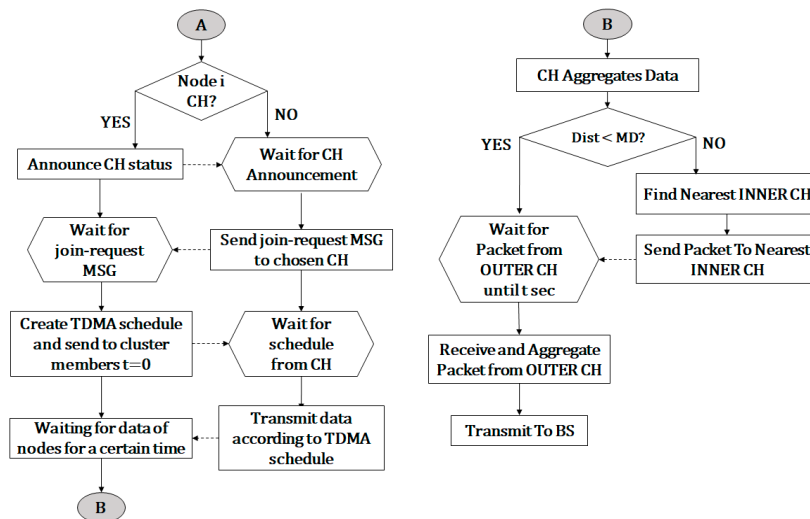 A
Node i
CH?
YES
NO
Announce CH status
Wait for CH
Announcement
Wait for
join-request
MSG
Send join-request MSG
to chosen CH
Create TDMA schedule
and send to cluster
members t=0
Wait for
schedule
from CH
Waiting for data of
nodes for a certain time
Transmit data
according to TDMA
schedule
B
B
CH Aggregates Data
Dist < MD?
YES
NO
Find Nearest INNER CH
Wait for
Packet from
OUTER CH
until t sec
Send Packet To Nearest
INNER CH
Receive and Aggregate
Packet from OUTER CH
Transmit To BS